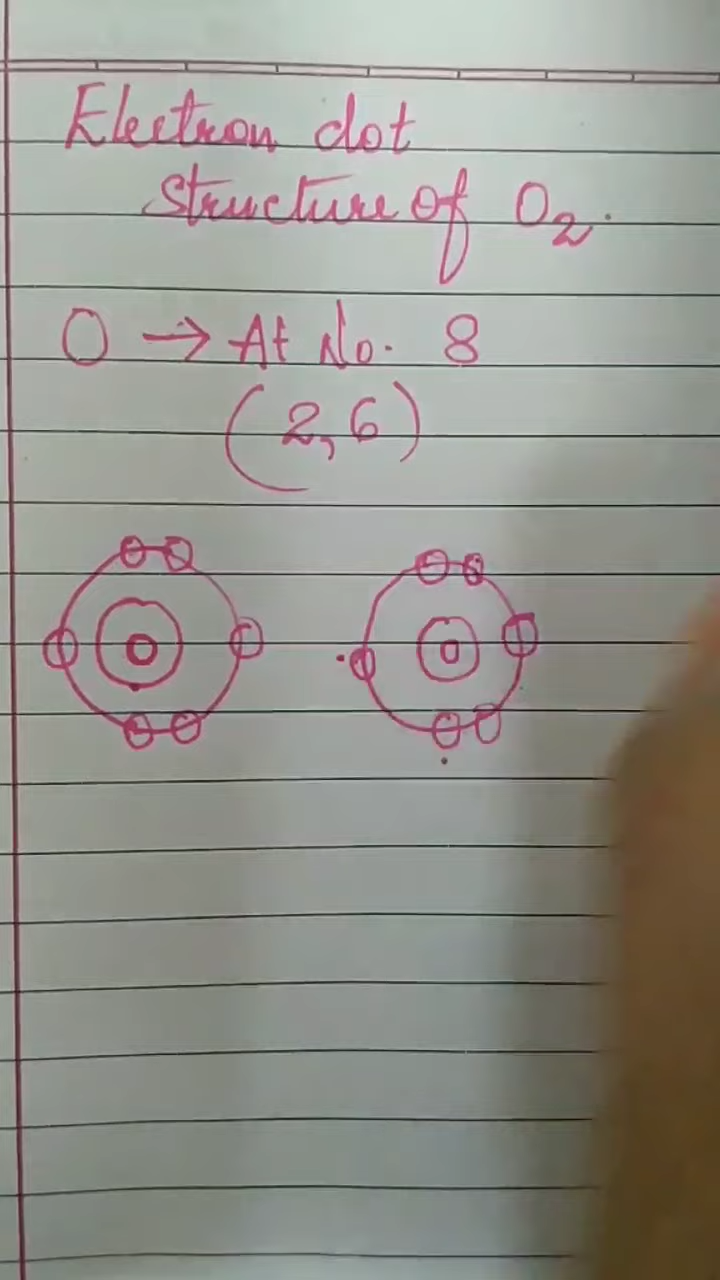 Electron dot
structure of O2.
O → At No. 8
(2,6)
O O